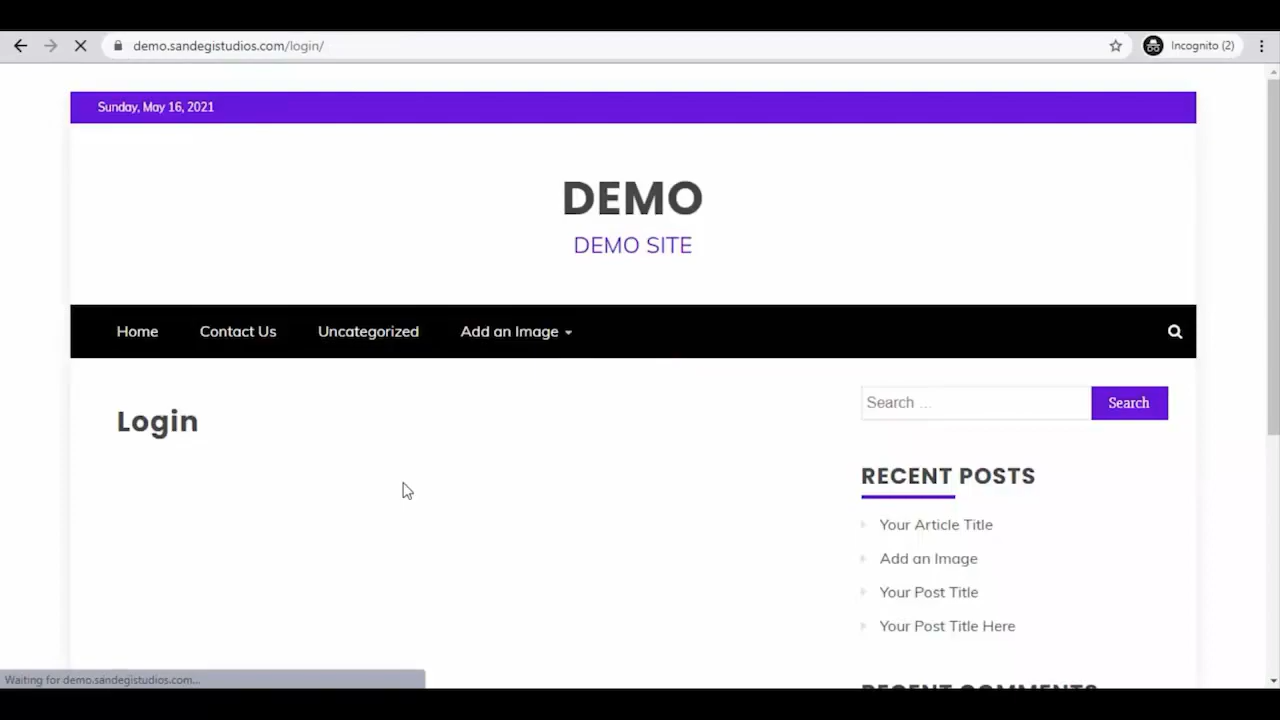 demo.sandegistudios.com/login/
Incognito (2)
Sunday, May 16, 2021
DEMO
DEMO SITE
Home Contact Us Uncategorized Add an Image
Login
Search ... Search
RECENT POSTS
Your Article Title
Add an Image
Your Post Title
Your Post Title Here
RECENT COMMENTS
Waiting for demo.sandegistudios.com...